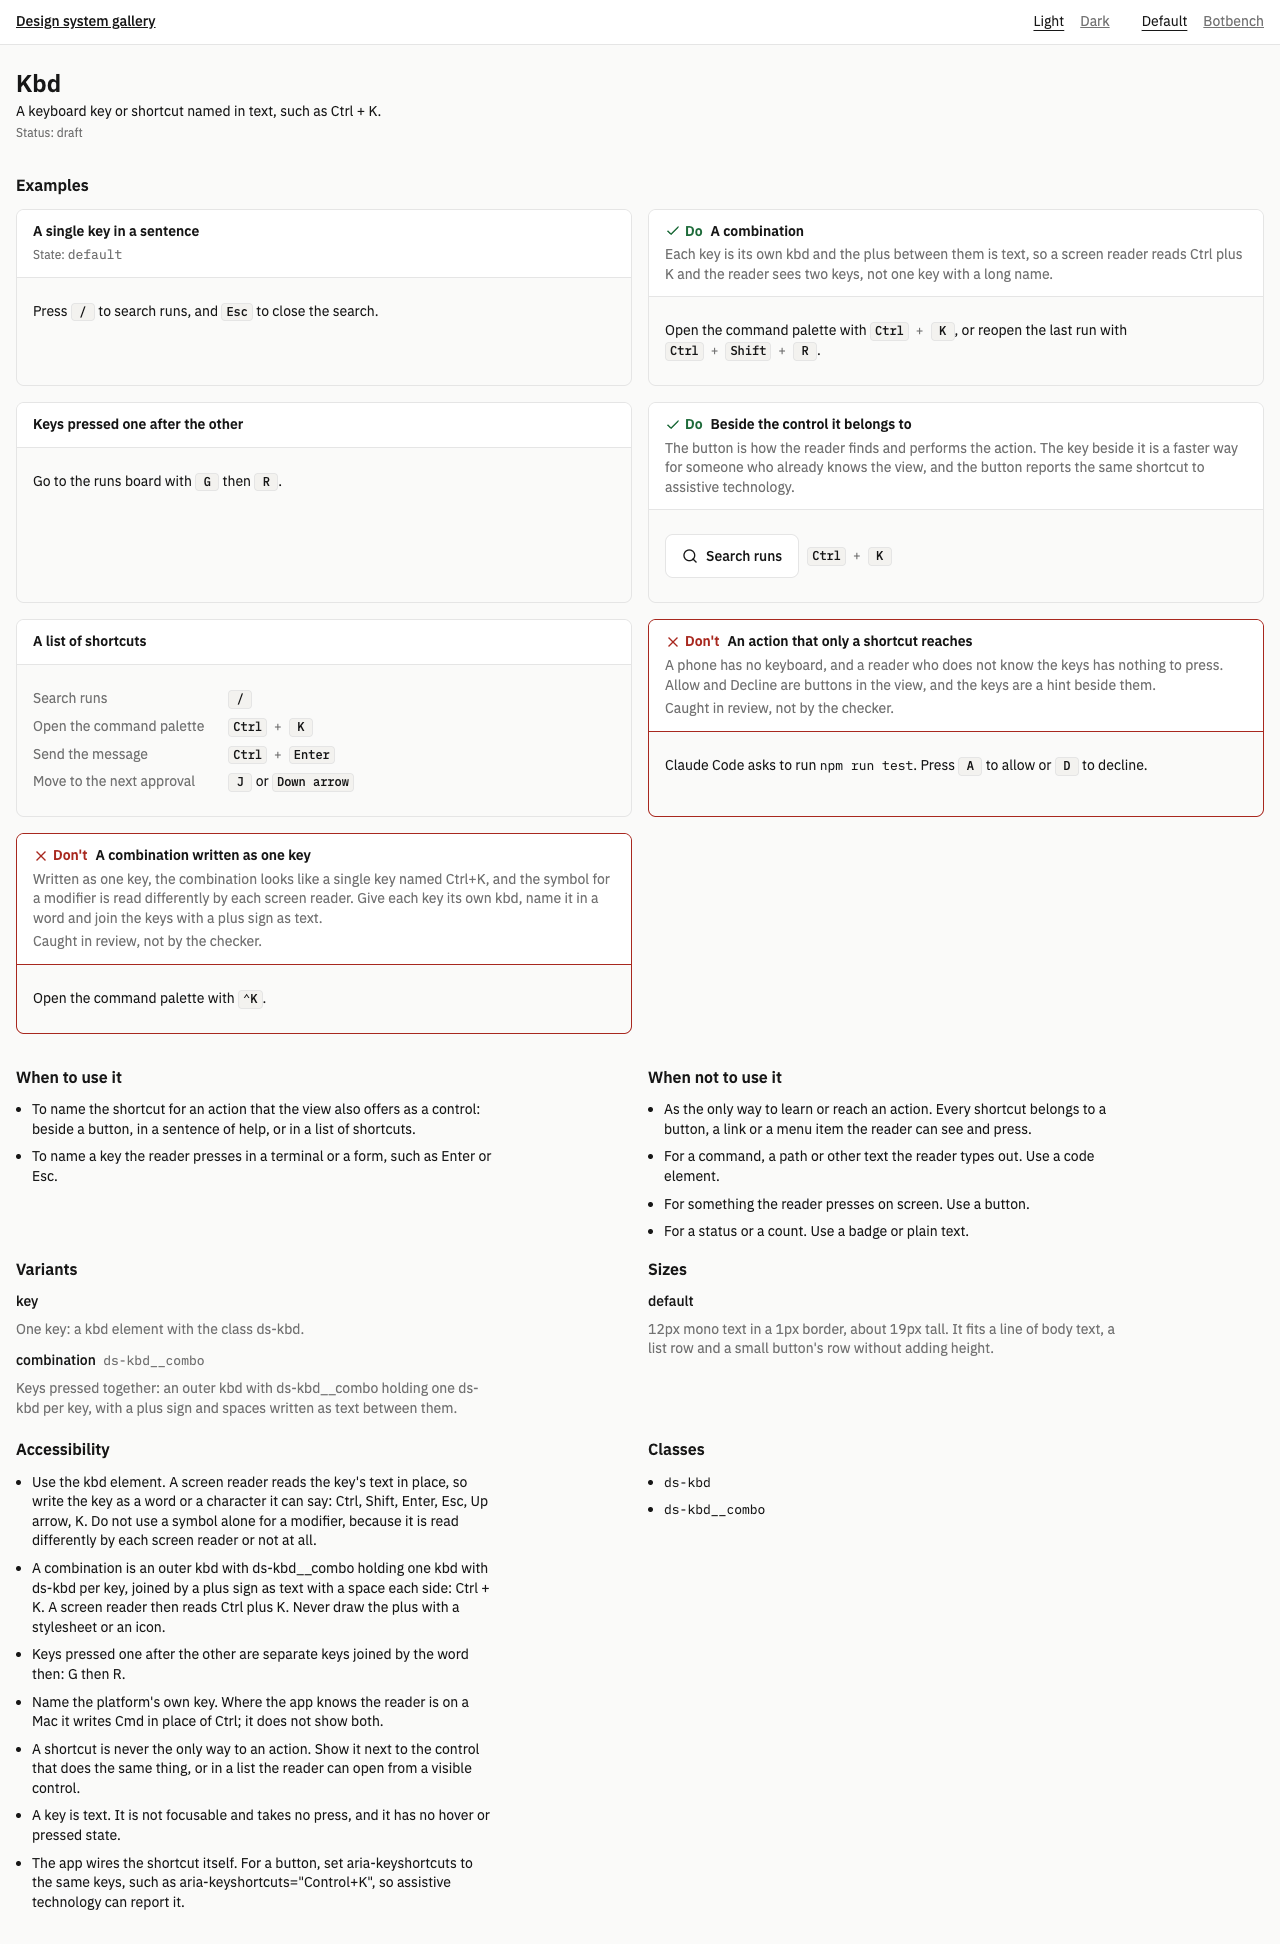 Design system gallery
Light Dark Default Botbench
Kbd
A keyboard key or shortcut named in text, such as Ctrl + K.
Status: draft
Examples
A single key in a sentence
State: default
Press / to search runs, and Esc to close the search.
Do A combination
Each key is its own kbd and the plus between them is text, so a screen reader reads Ctrl plus
K and the reader sees two keys, not one key with a long name.
Open the command palette with Ctrl + K, or reopen the last run with
Ctrl + Shift + R.
Keys pressed one after the other
Go to the runs board with G then R.
Do Beside the control it belongs to
The button is how the reader finds and performs the action. The key beside it is a faster way
for someone who already knows the view, and the button reports the same shortcut to
assistive technology.
Search runs Ctrl + K
A list of shortcuts
Search runs /
Open the command palette Ctrl + K
Send the message Ctrl + Enter
Move to the next approval J or Down arrow
Don't An action that only a shortcut reaches
A phone has no keyboard, and a reader who does not know the keys has nothing to press.
Allow and Decline are buttons in the view, and the keys are a hint beside them.
Caught in review, not by the checker.
Claude Code asks to run npm run test. Press A to allow or D to decline.
Don't A combination written as one key
Written as one key, the combination looks like a single key named Ctrl+K, and the symbol for
a modifier is read differently by each screen reader. Give each key its own kbd, name it in a
word and join the keys with a plus sign as text.
Caught in review, not by the checker.
Open the command palette with ^K.
When to use it
To name the shortcut for an action that the view also offers as a control:
beside a button, in a sentence of help, or in a list of shortcuts.
To name a key the reader presses in a terminal or a form, such as Enter or
Esc.
When not to use it
As the only way to learn or reach an action. Every shortcut belongs to a
button, a link or a menu item the reader can see and press.
For a command, a path or other text the reader types out. Use a code
element.
For something the reader presses on screen. Use a button.
For a status or a count. Use a badge or plain text.
Variants
key
One key: a kbd element with the class ds-kbd.
combination ds-kbd__combo
Keys pressed together: an outer kbd with ds-kbd__combo holding one ds-
kbd per key, with a plus sign and spaces written as text between them.
Sizes
default
12px mono text in a 1px border, about 19px tall. It fits a line of body text, a
list row and a small button's row without adding height.
Accessibility
Use the kbd element. A screen reader reads the key's text in place, so
write the key as a word or a character it can say: Ctrl, Shift, Enter, Esc, Up
arrow, K. Do not use a symbol alone for a modifier, because it is read
differently by each screen reader or not at all.
A combination is an outer kbd with ds-kbd__combo holding one kbd with
ds-kbd per key, joined by a plus sign as text with a space each side: Ctrl +
K. A screen reader then reads Ctrl plus K. Never draw the plus with a
stylesheet or an icon.
Keys pressed one after the other are separate keys joined by the word
then: G then R.
Name the platform's own key. Where the app knows the reader is on a
Mac it writes Cmd in place of Ctrl; it does not show both.
A shortcut is never the only way to an action. Show it next to the control
that does the same thing, or in a list the reader can open from a visible
control.
A key is text. It is not focusable and takes no press, and it has no hover or
pressed state.
The app wires the shortcut itself. For a button, set aria-keyshortcuts to
the same keys, such as aria-keyshortcuts="Control+K", so assistive
technology can report it.
Classes
ds-kbd
ds-kbd__combo